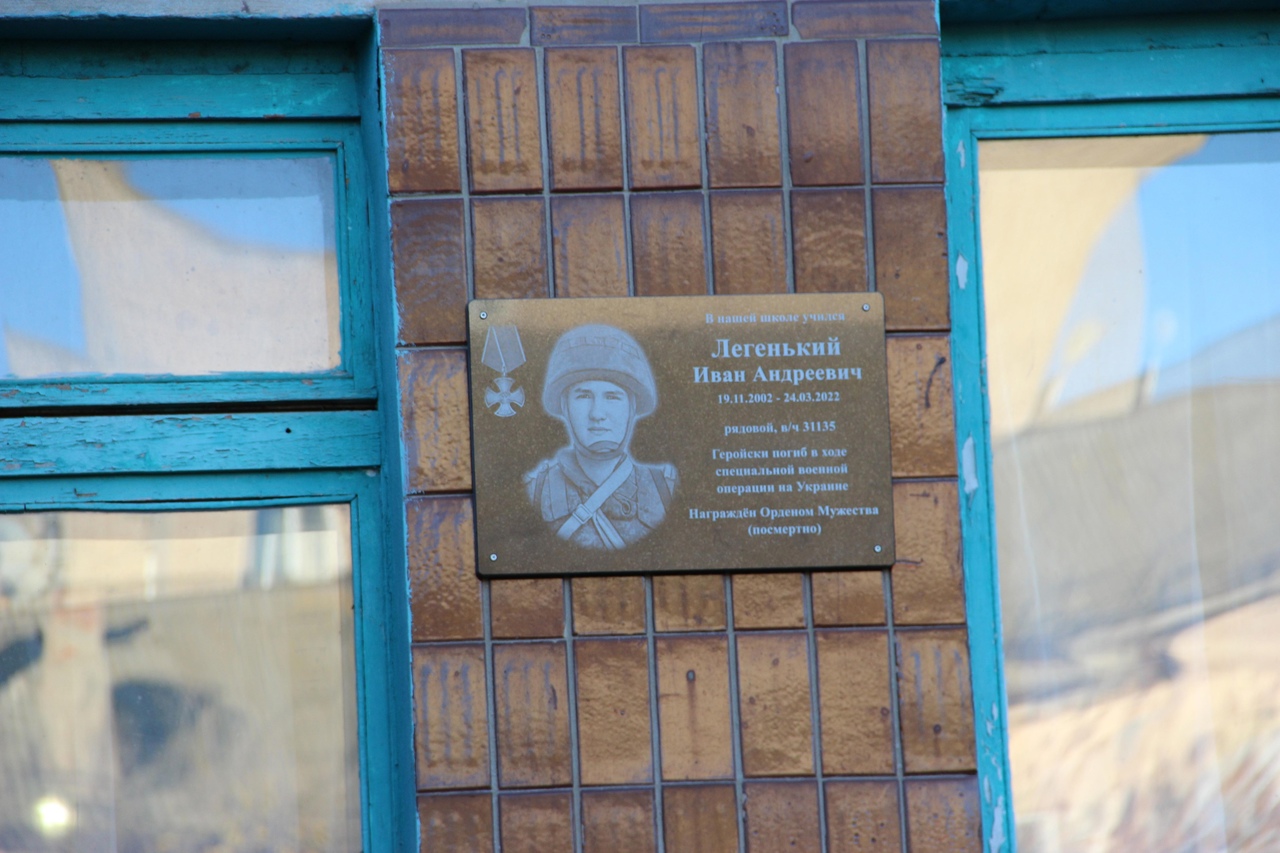 В нашей школе учился
Легенький
Иван Андреевич
19.11.2002 - 24.03.2022
рядовой, в/ч 31135
Геройски погиб в ходе
специальной военной
операции на Украине
Награждён Орденом Мужества
(посмертно)